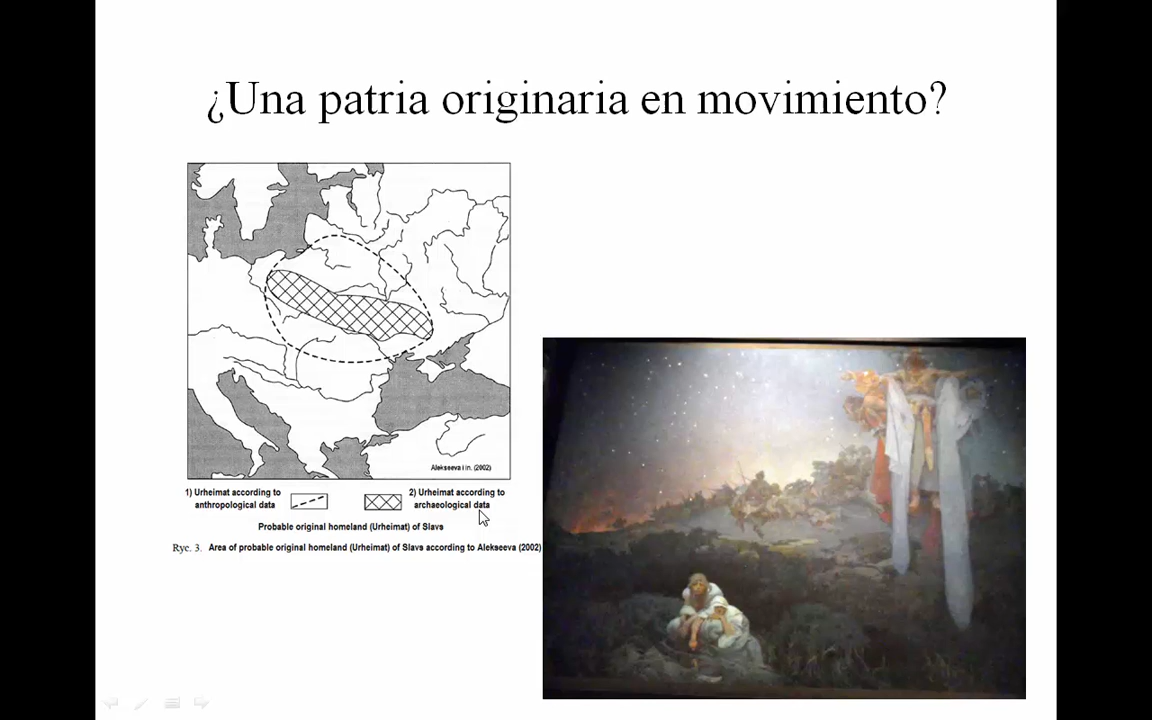 ¿Una patria originaria en movimiento?
Alekseeva i in. (2002)
1) Urheimat according to
anthropological data
2) Urheimat according to
archaeological data
Probable original homeland (Urheimat) of Slavs
Ryc. 3. Area of probable original homeland (Urheimat) of Slavs according to Alekseeva (2002)